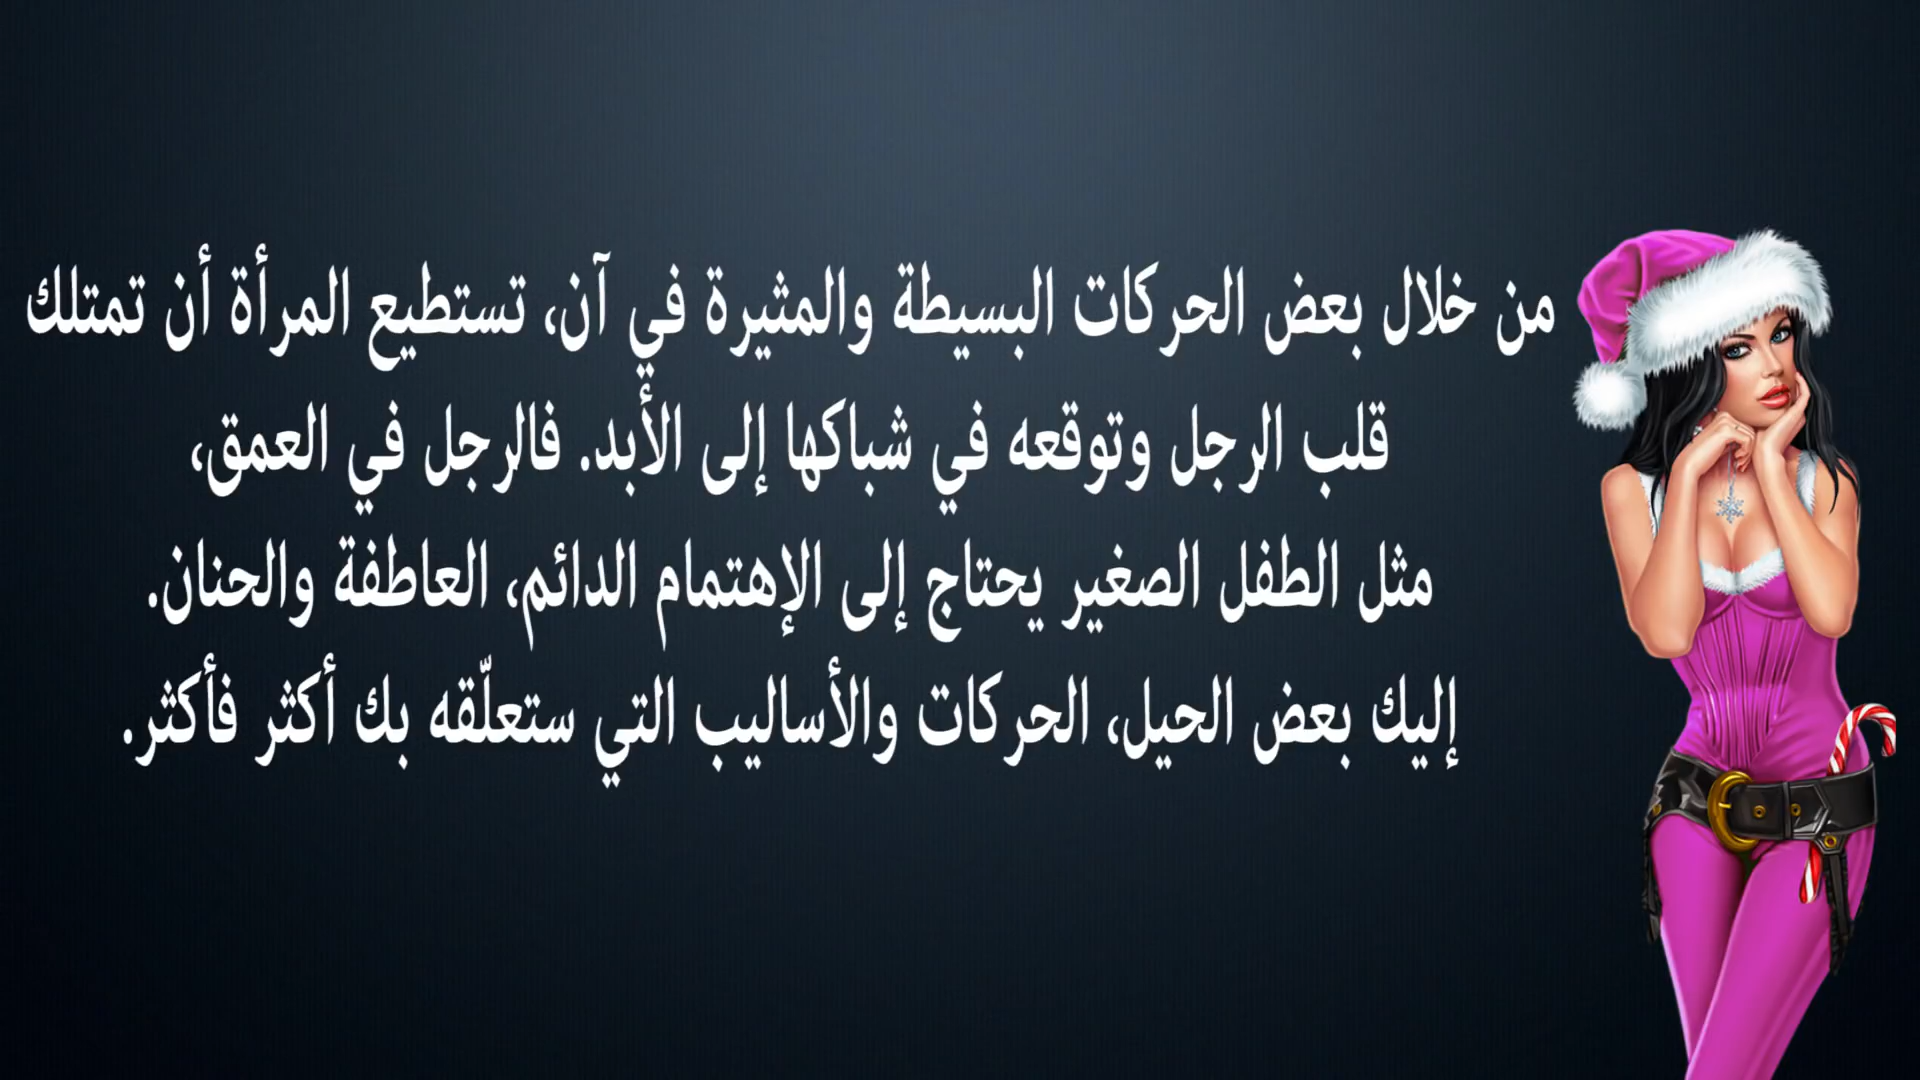 من خلال بعض الحركات البسيطة والمثيرة في آن، تستطيع المرأة أن تمتلك
قلب الرجل وتوقعه في شباكها إلى الأبد. فالرجل في العمق،
مثل الطفل الصغير يحتاج إلى الإهتمام الدائم، العاطفة والحنان.
إليك بعض الحيل، الحركات والأساليب التي ستعلّقه بك أكثر فأكثر.